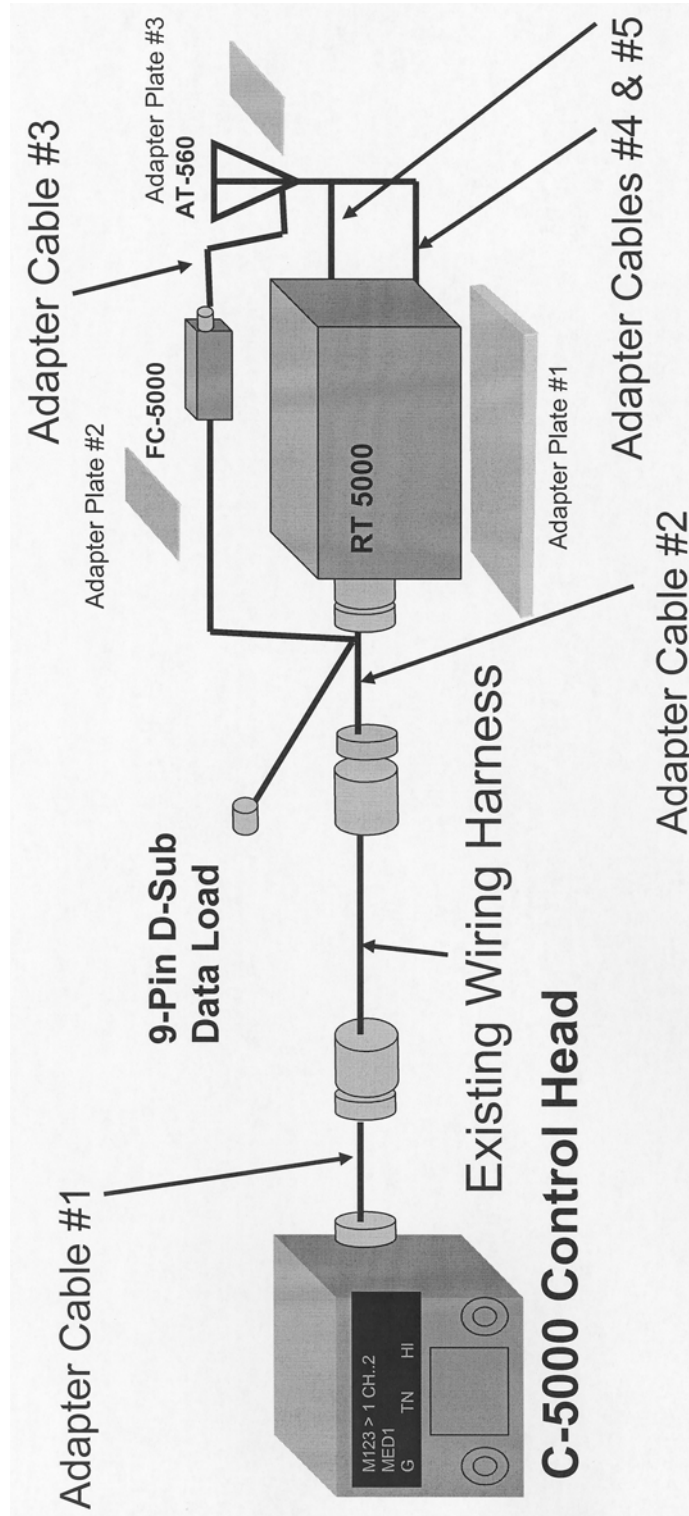 Adapter Cable #1
9-Pin D-Sub
Data Load
Adapter Plate #2
FC-5000
Adapter Cable #3
Adapter Plate #3
AT-560
M123 > 1 CH..2
MED1
G TN HI
RT 5000
Existing Wiring Harness
C-5000 Control Head
Adapter Plate #1
Adapter Cable #2
Adapter Cables #4 & #5